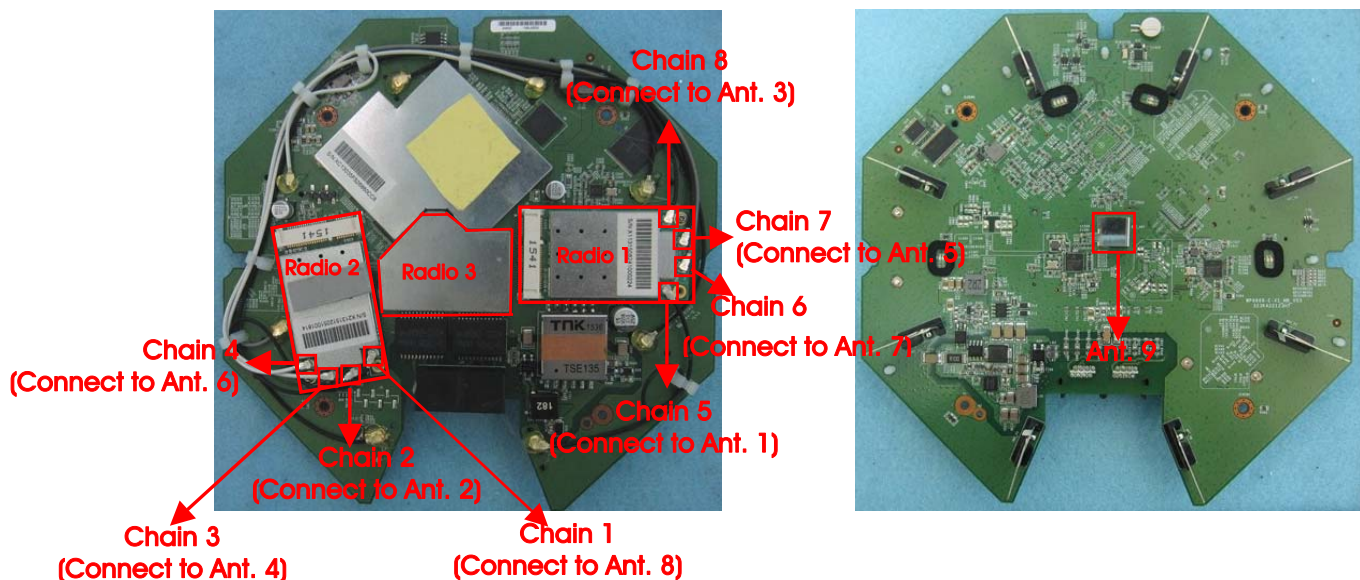 Chain 8
(Connect to Ant. 3)
Chain 7
(Connect to Ant. 5)
Chain 6
(Connect to Ant. 7)
Chain 5
(Connect to Ant. 1)
Radio 1
Radio 2
Radio 3
1541
1541
TNK
TSE135
182
Chain 4
(Connect to Ant. 6)
Chain 2
(Connect to Ant. 2)
Chain 3
(Connect to Ant. 4)
Chain 1
(Connect to Ant. 8)
Ant. 9